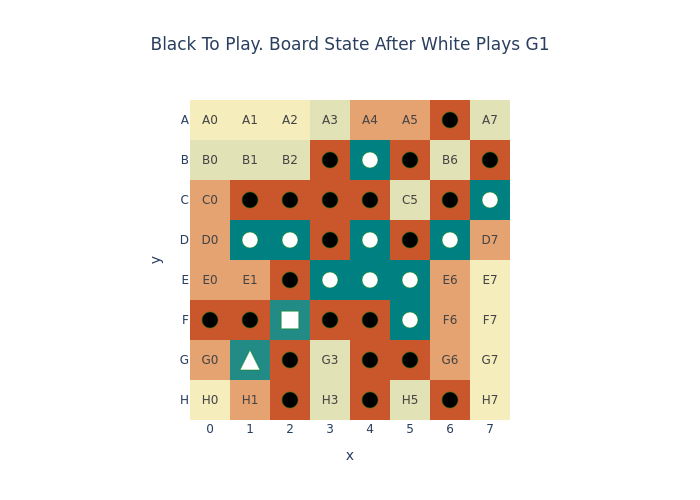 Black To Play. Board State After White Plays G1
A A0 A1 A2 A3 A4 A5 A7
B B0 B1 B2 B6
C C0 C5
D D0 D7
E E0 E1 E6 E7
F F6 F7
G G0 G3 G6 G7
H H0 H1 H3 H5 H7
0 1 2 3 4 5 6 7
x
y